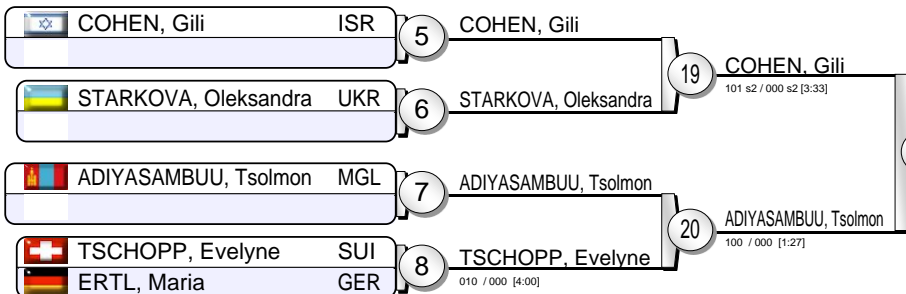 COHEN, Gili ISR
5
COHEN, Gili
STARKOVA, Oleksandra UKR
6
STARKOVA, Oleksandra
19
COHEN, Gili
101 s2 / 000 s2 [3:33]
ADIYASAMBUU, Tsolmon MGL
7
ADIYASAMBUU, Tsolmon
TSCHOPP, Evelyne SUI
ERTL, Maria GER
8
TSCHOPP, Evelyne
010 / 000 [4:00]
20
ADIYASAMBUU, Tsolmon
100 / 000 [1:27]